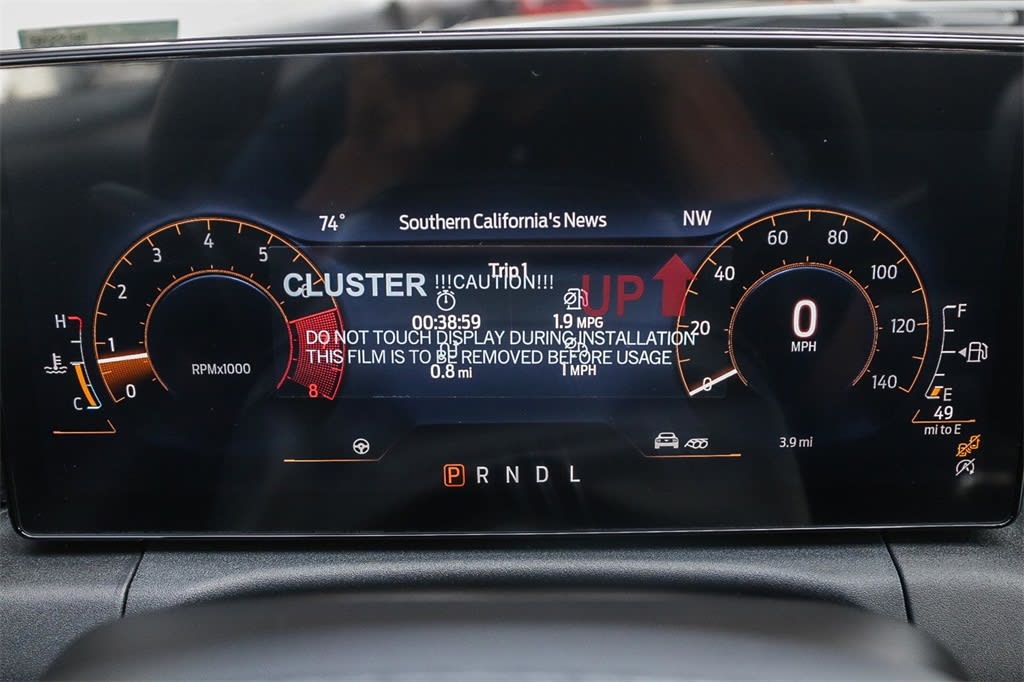 74° Southern California's News NW
Trip 1
CLUSTER !!!CAUTION!!! UP
00:38:59 1.9 MPG
DO NOT TOUCH DISPLAY DURING INSTALLATION
THIS FILM IS TO BE REMOVED BEFORE USAGE
0.8 mi 1 MPH
H
C
0
1
2
3
4
5
6
7
8
RPMx1000
0
20
40
60
80
100
120
140
0
MPH
F
E
49
mi to E
3.9 mi
P R N D L